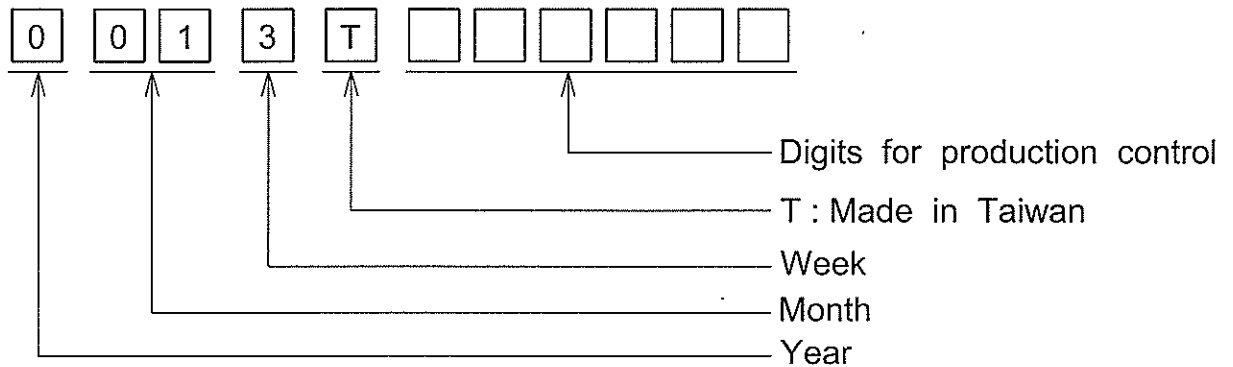 0 0 1 3 T
Digits for production control
T : Made in Taiwan
Week
Month
Year